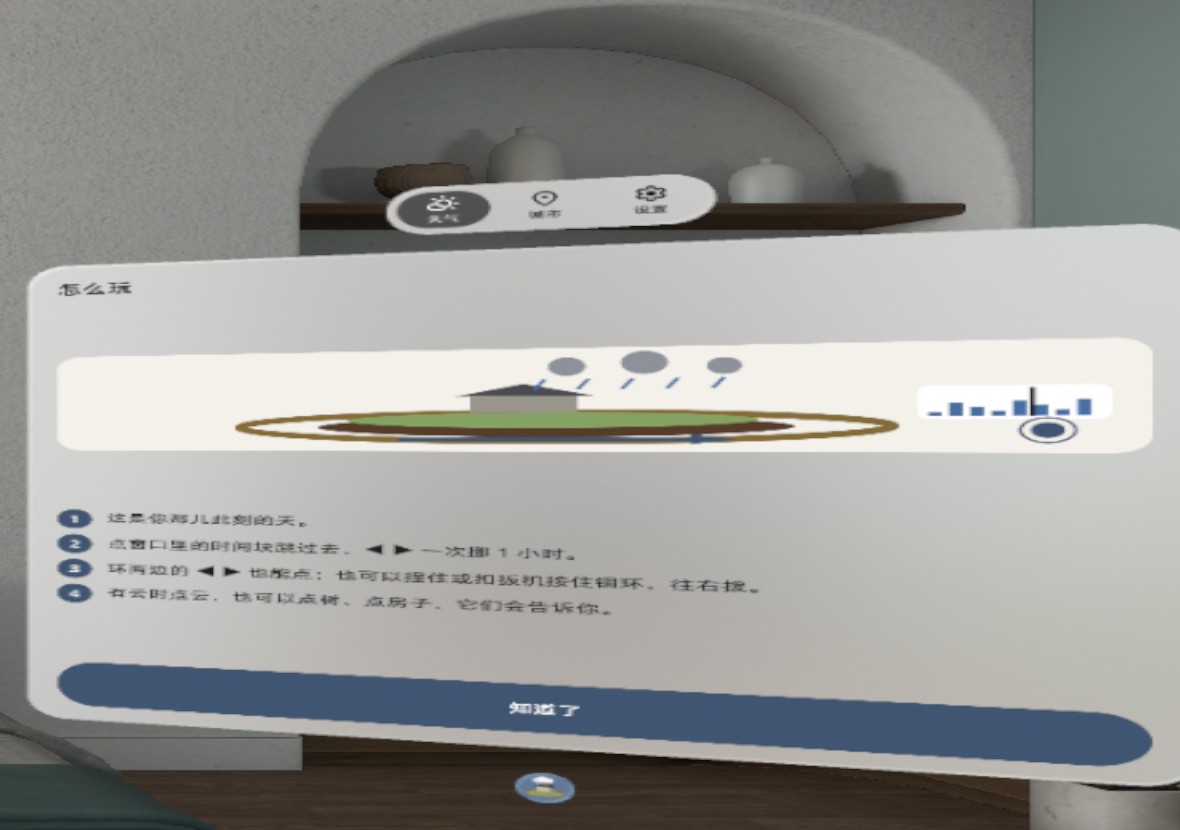 天气
城市
设置
怎么玩
1 这是你那儿此刻的天。
2 点窗口里的时间块跳过去，◀ ▶ 一次挪 1 小时。
3 环两边的 ◀ ▶ 也能点；也可以捏住或扣扳机按住铜环，往右拨。
4 有云时点云，也可以点树、点房子，它们会告诉你。
知道了